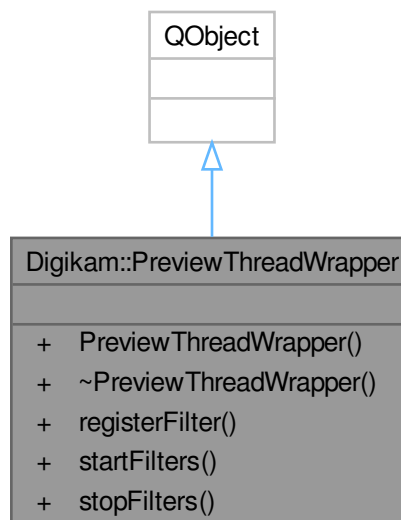 QObject
Digikam::PreviewThreadWrapper
+ PreviewThreadWrapper()
+ ~PreviewThreadWrapper()
+ registerFilter()
+ startFilters()
+ stopFilters()